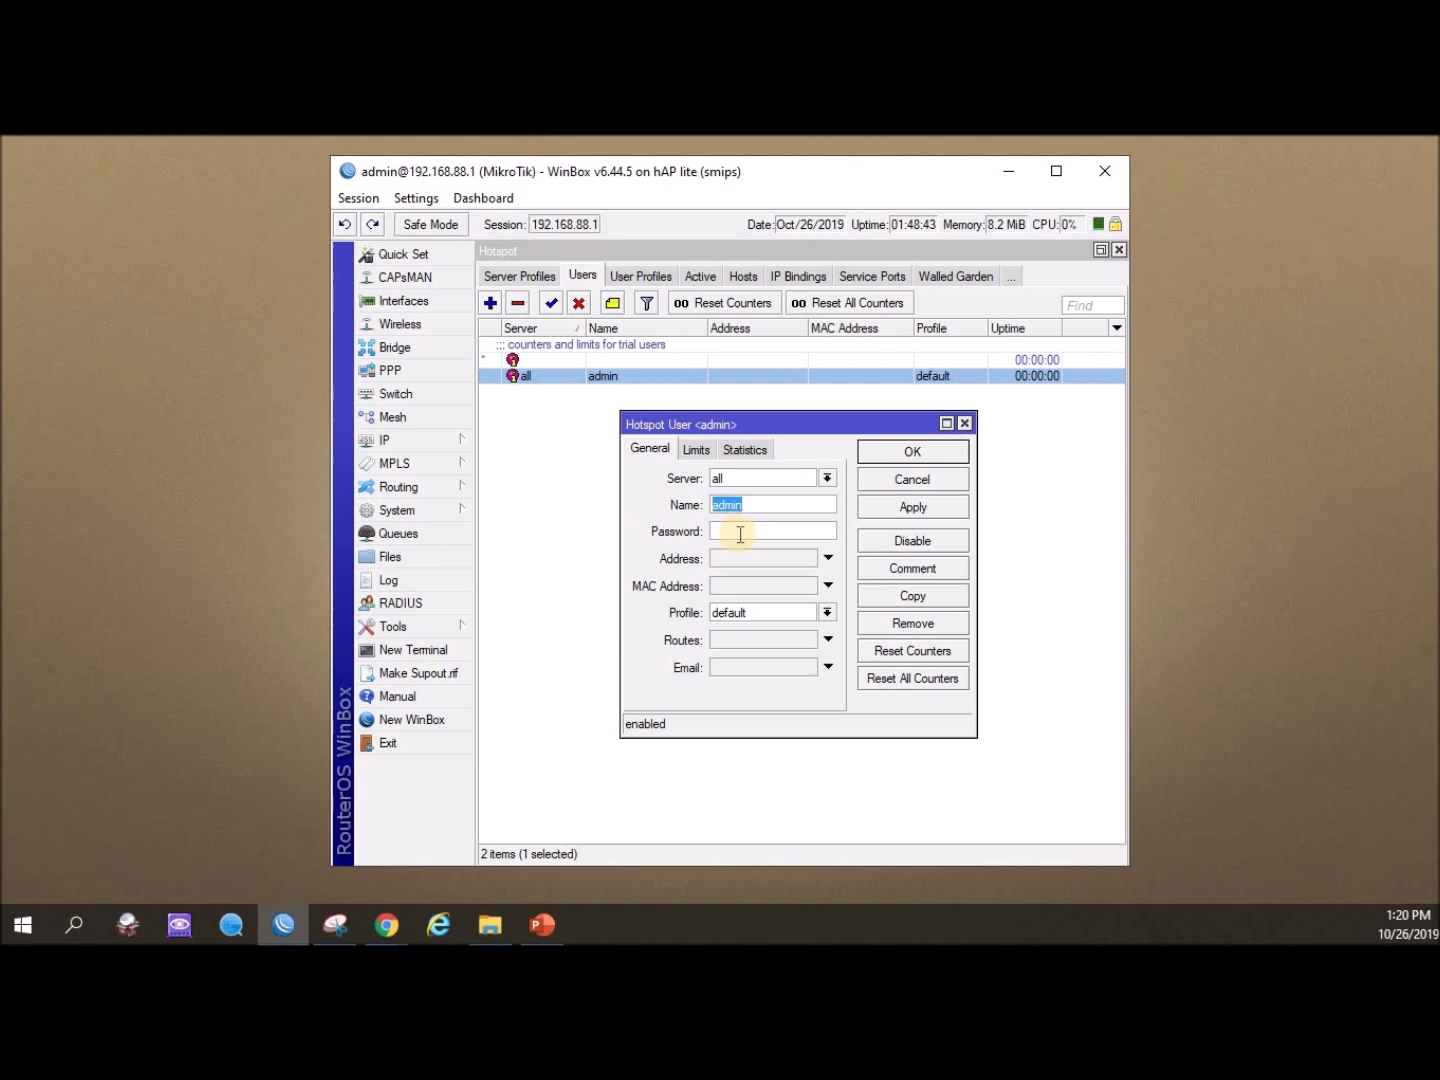 admin@192.168.88.1 (MikroTik) - WinBox v6.44.5 on hAP lite (smips)
Session Settings Dashboard
Safe Mode Session: 192.168.88.1 Date: Oct/26/2019 Uptime: 01:48:43 Memory: 8.2 MiB CPU: 0%
Quick Set
CAPsMAN
Interfaces
Wireless
Bridge
PPP
Switch
Mesh
IP
MPLS
Routing
System
Queues
Files
Log
RADIUS
Tools
New Terminal
Make Supout.rif
Manual
New WinBox
Exit
RouterOS WinBox
Hotspot
Server Profiles Users User Profiles Active Hosts IP Bindings Service Ports Walled Garden ...
00 Reset Counters 00 Reset All Counters Find
Server / Name Address MAC Address Profile Uptime
;;; counters and limits for trial users
* 00:00:00
all admin default 00:00:00
Hotspot User <admin>
General Limits Statistics
Server: all
Name: admin
Password:
Address:
MAC Address:
Profile: default
Routes:
Email:
OK
Cancel
Apply
Disable
Comment
Copy
Remove
Reset Counters
Reset All Counters
enabled
2 items (1 selected)
1:20 PM
10/26/2019